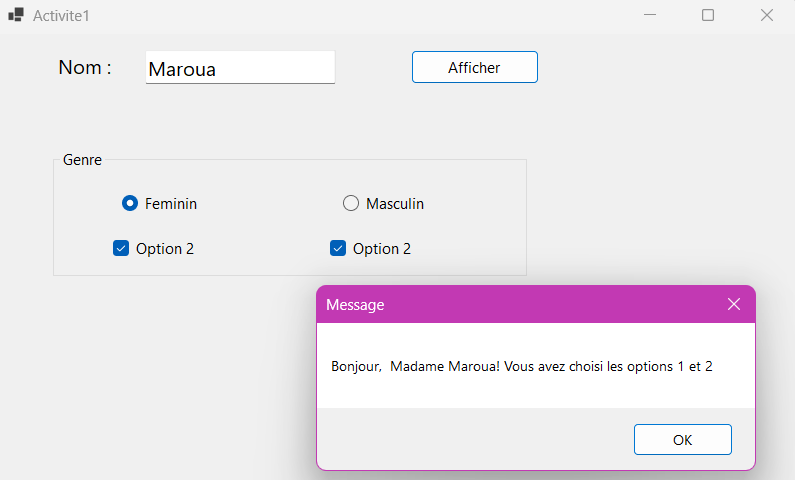 Activite1
Nom : Maroua Afficher
Genre
Feminin Masculin
Option 2 Option 2
Message
Bonjour, Madame Maroua! Vous avez choisi les options 1 et 2
OK